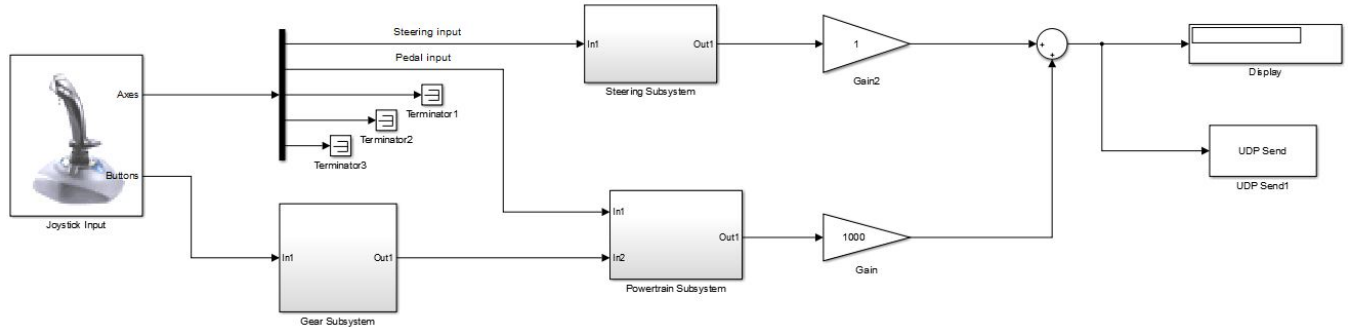 Steering input
In1
Out1
Steering Subsystem
1
Gain2
+
+
Display
Pedal input
Axes
Terminator1
Terminator2
Terminator3
Buttons
Joystick Input
UDP Send
UDP Send1
In1
Out1
Gear Subsystem
In1
In2
Out1
Powertrain Subsystem
1000
Gain